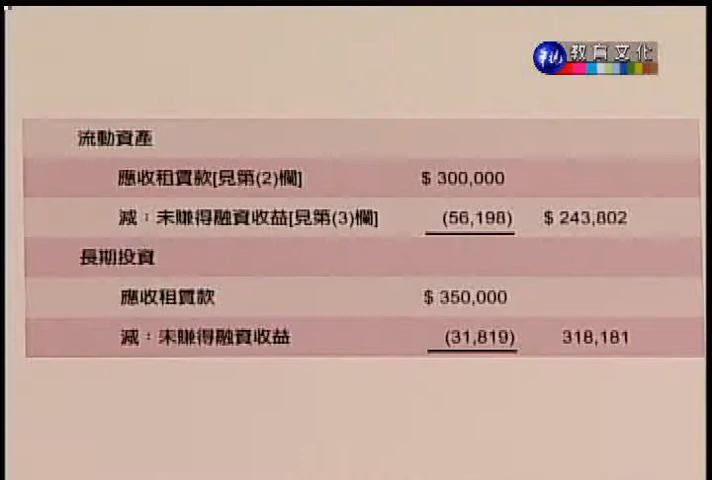 華視
教育文化
流動資產
應收租賃款[見第(2)欄] $ 300,000
減：未賺得融資收益[見第(3)欄] (56,198) $ 243,802
長期投資
應收租賃款 $ 350,000
減：未賺得融資收益 (31,819) 318,181